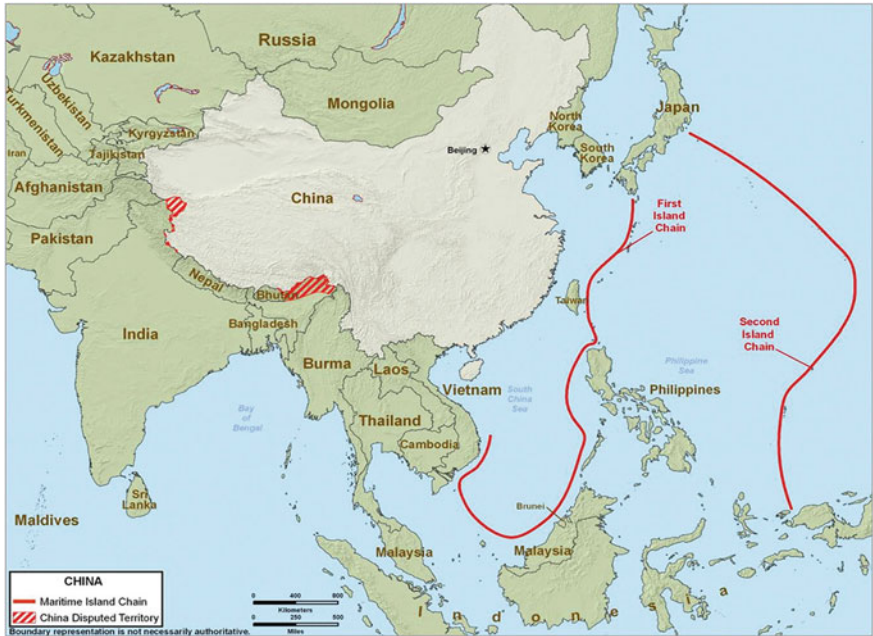 Russia
Kazakhstan
Mongolia
Uzbekistan
Turkmenistan
Kyrgyzstan
Tajikistan
Iran
Afghanistan
Pakistan
China
Beijing
North
Korea
South
Korea
Japan
First
Island
Chain
Second
Island
Chain
Nepal
Bhutan
India
Bangladesh
Burma
Laos
Vietnam
Thailand
Cambodia
Taiwan
Philippine
Sea
Philippines
South
China
Sea
Bay
of
Bengal
Sri
Lanka
Maldives
Brunei
Malaysia
Malaysia
Indonesia
CHINA
Maritime Island Chain
China Disputed Territory
Boundary representation is not necessarily authoritative.
0 400 800
Kilometers
0 250 500
Miles